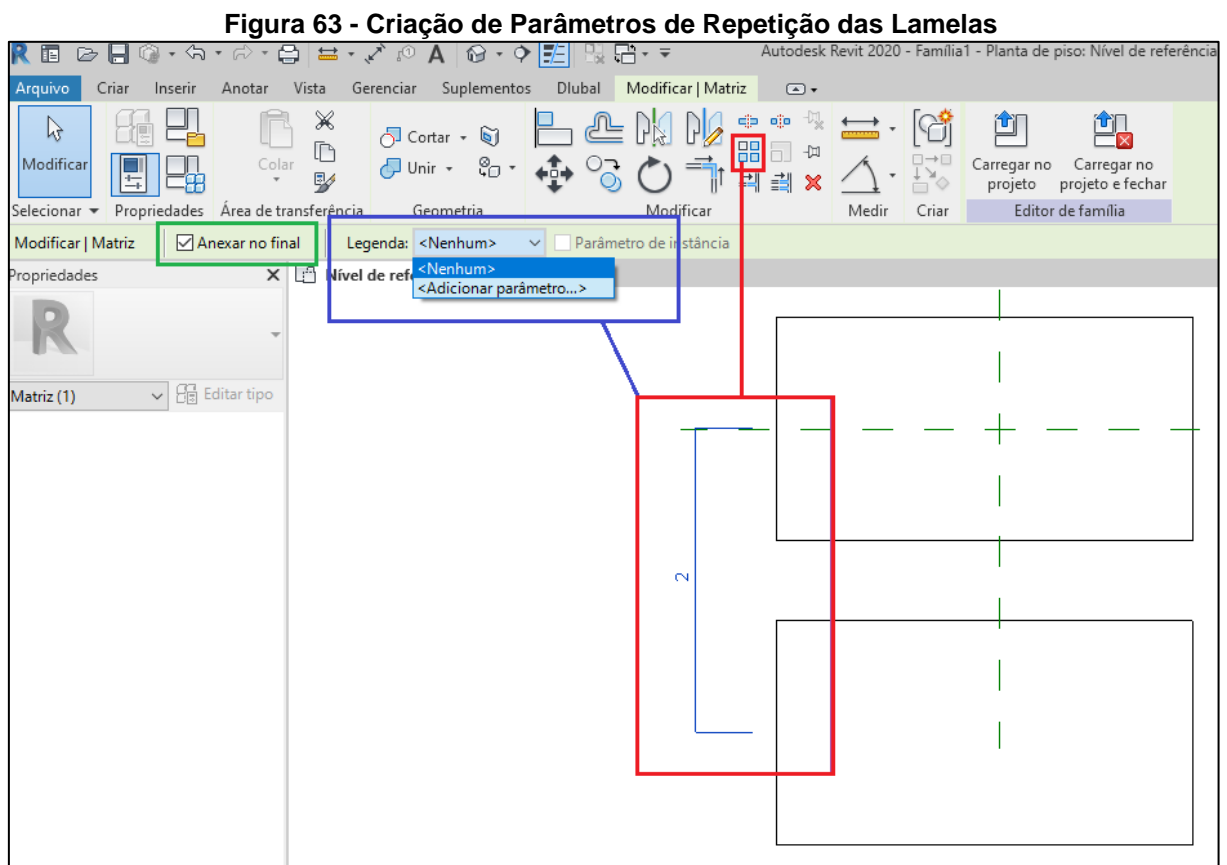 Figura 63 - Criação de Parâmetros de Repetição das Lamelas
Autodesk Revit 2020 - Família1 - Planta de piso: Nível de referência
Arquivo Criar Inserir Anotar Vista Gerenciar Suplementos Dlubal Modificar | Matriz
Modificar
Colar
Cortar
Unir
Carregar no projeto
Carregar no projeto e fechar
Selecionar Propriedades Área de transferência Geometria Modificar Medir Criar Editor de família
Modificar | Matriz Anexar no final Legenda: <Nenhum> Parâmetro de instância
<Nenhum>
<Adicionar parâmetro...>
Propriedades
Nível de ref
R
Matriz (1) Editar tipo
2